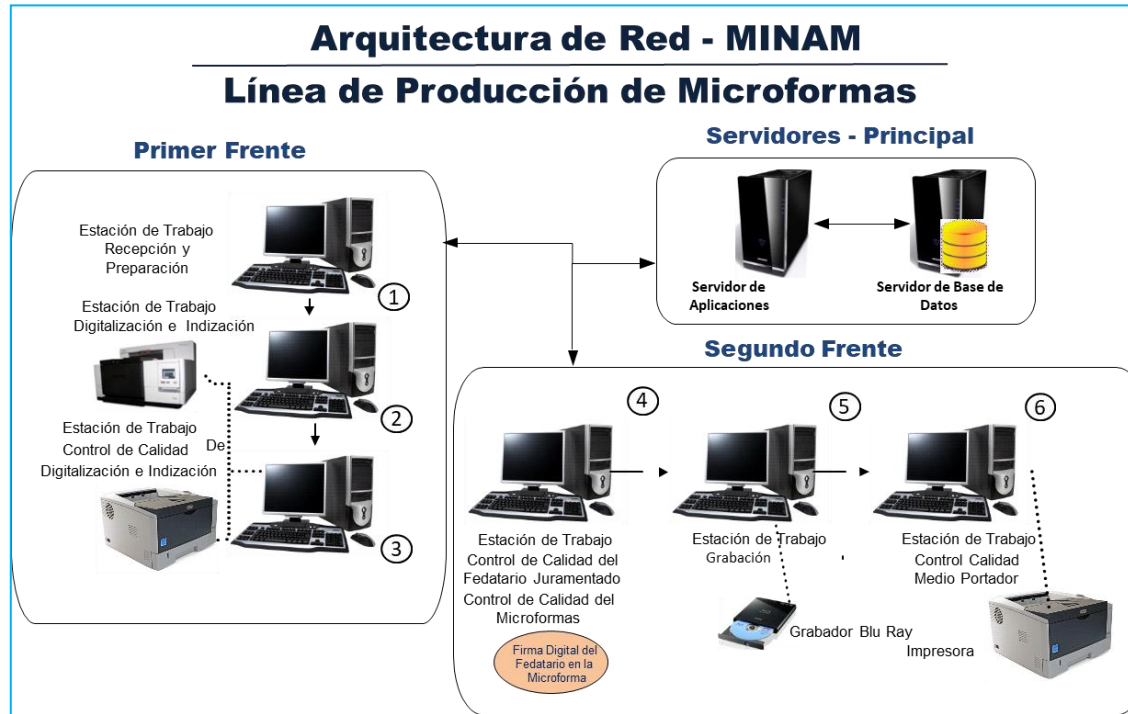 Arquitectura de Red - MINAM
Línea de Producción de Microformas
Primer Frente
Estación de Trabajo
Recepción y
Preparación
1
Estación de Trabajo
Digitalización e Indización
2
Estación de Trabajo
Control de Calidad De
Digitalización e Indización
3
Servidores - Principal
Servidor de
Aplicaciones
Servidor de Base de
Datos
Segundo Frente
4
Estación de Trabajo
Control de Calidad del
Fedatario Juramentado
Control de Calidad del
Microformas
Firma Digital del
Fedatario en la
Microforma
5
Estación de Trabajo
Grabación
Grabador Blu Ray
6
Estación de Trabajo
Control Calidad
Medio Portador
Impresora